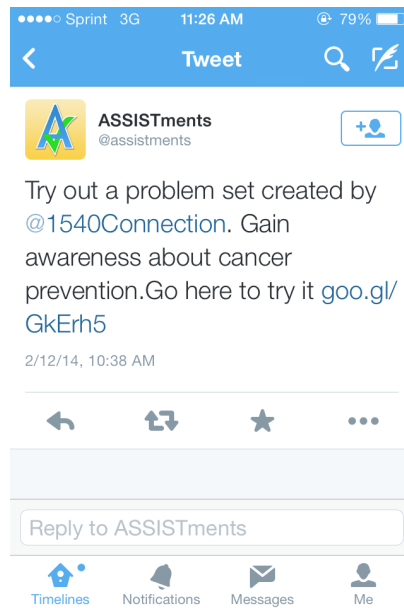 Sprint 3G 11:26 AM 79%
Tweet
ASSISTments
@assistments
Try out a problem set created by
@1540Connection. Gain
awareness about cancer
prevention.Go here to try it goo.gl/
GkErh5
2/12/14, 10:38 AM
Reply to ASSISTments
Timelines Notifications Messages Me